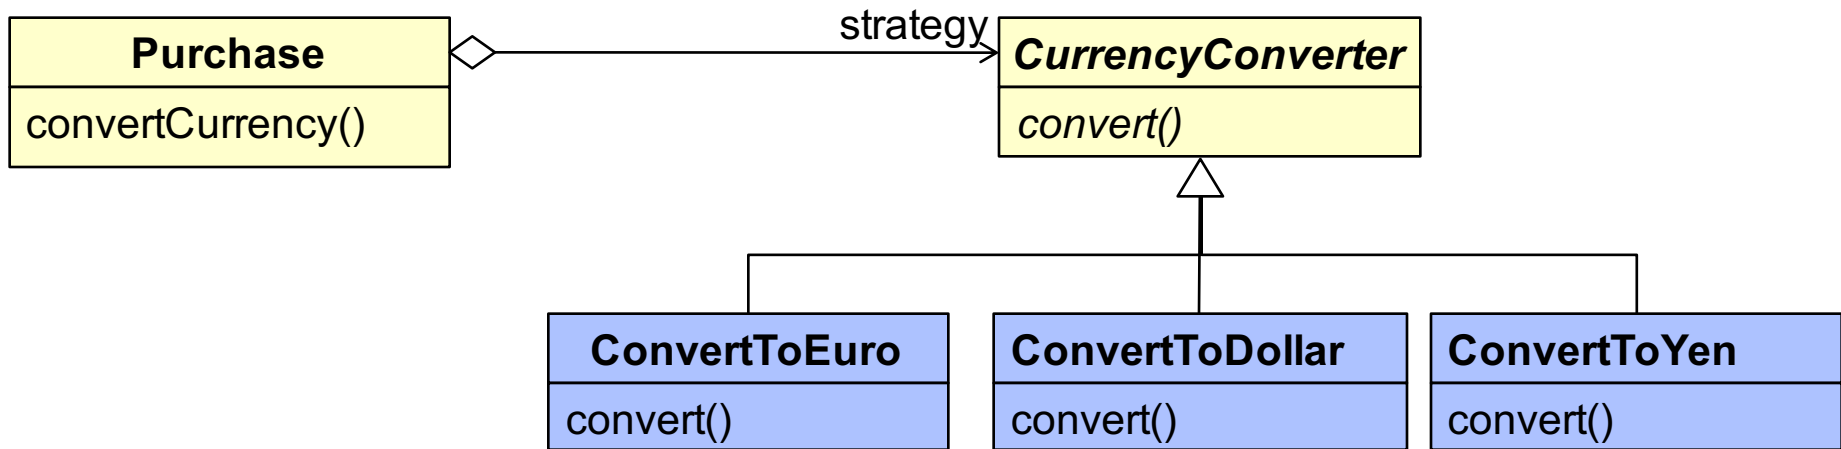 strategy
Purchase
convertCurrency()
CurrencyConverter
convert()
ConvertToEuro
convert()
ConvertToDollar
convert()
ConvertToYen
convert()